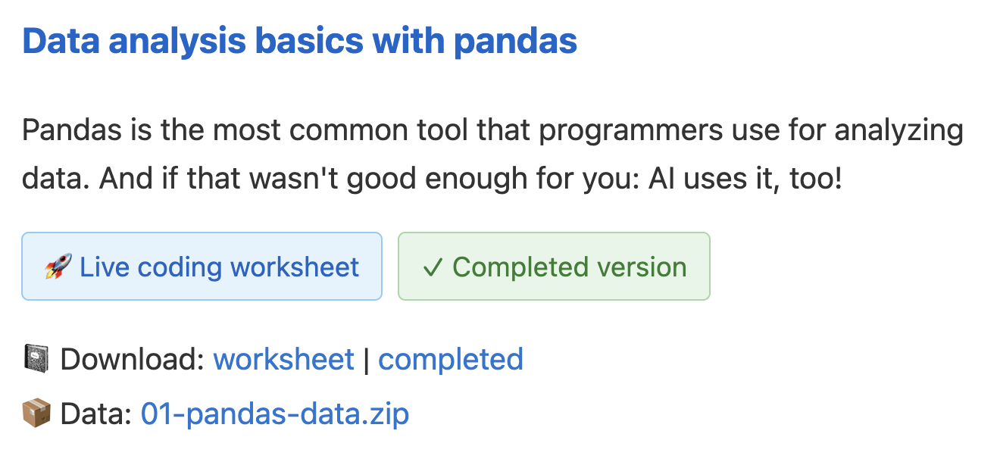 Data analysis basics with pandas
Pandas is the most common tool that programmers use for analyzing
data. And if that wasn't good enough for you: AI uses it, too!
🚀 Live coding worksheet
✓ Completed version
📓 Download: worksheet | completed
📦 Data: 01-pandas-data.zip